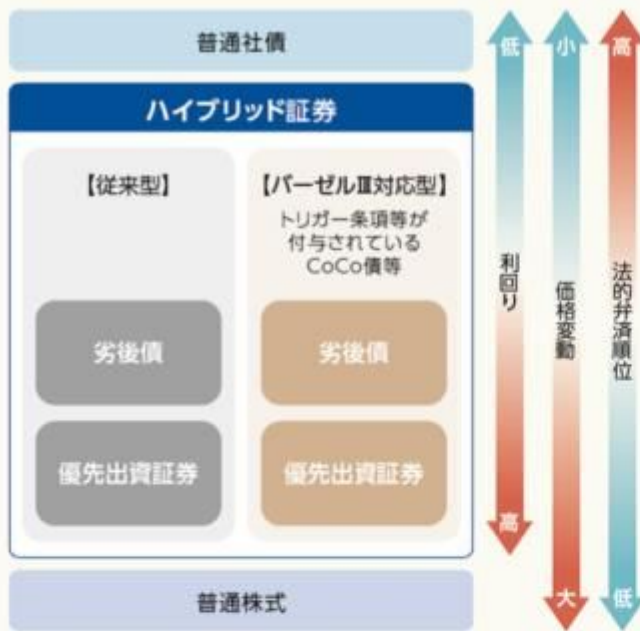 普通社債
ハイブリッド証券
【従来型】
【バーゼルⅢ対応型】
トリガー条項等が
付与されている
CoCo債等
劣後債
劣後債
優先出資証券
優先出資証券
普通株式
低
利回り
高
小
価格変動
大
高
法的弁済順位
低